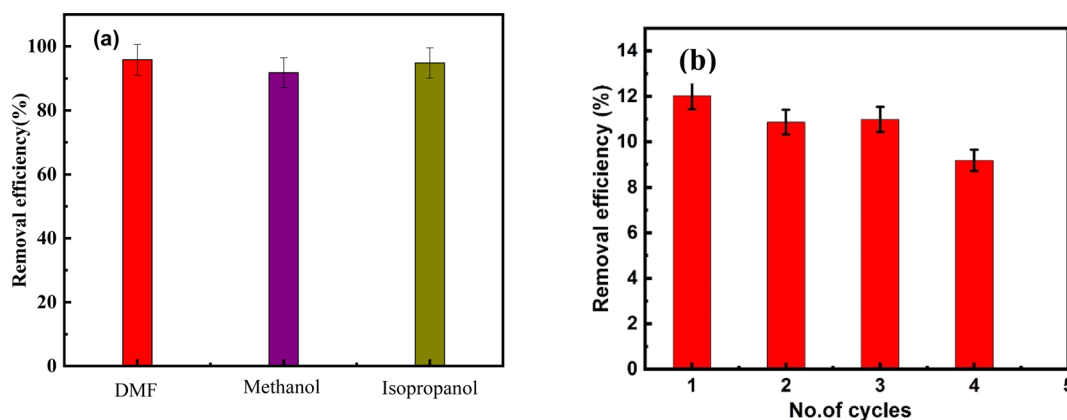 (a)
Removal efficiency(%)
100
80
60
40
20
0
DMF Methanol Isopropanol
(b)
Removal efficiency (%)
14
12
10
8
6
4
2
0
1 2 3 4 5
No.of cycles